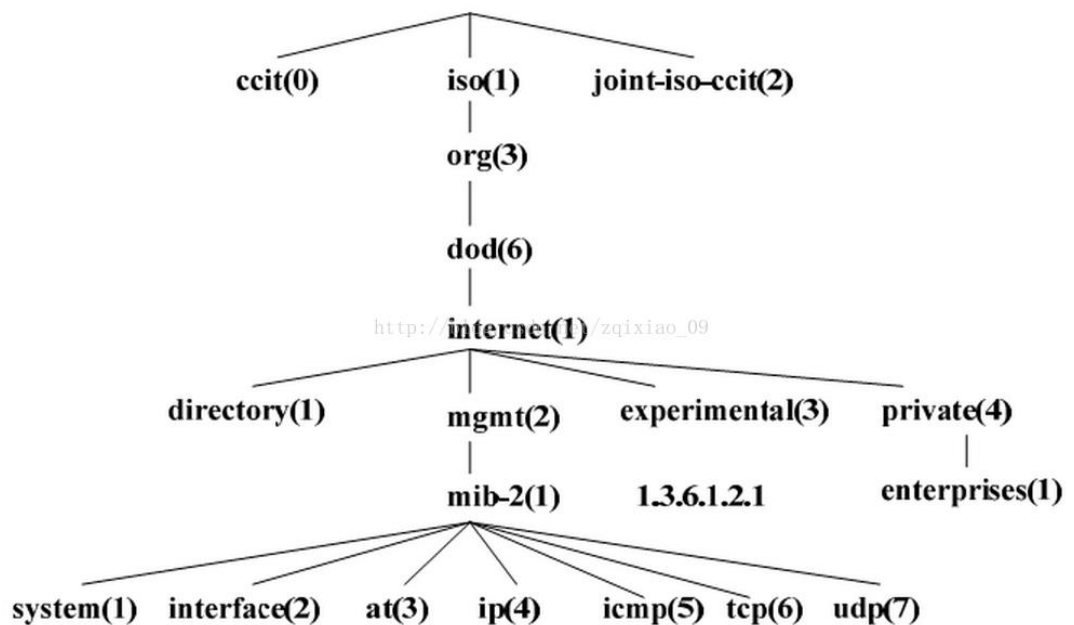 ccit(0) iso(1) joint-iso-ccit(2)
org(3)
dod(6)
internet(1)
directory(1) mgmt(2) experimental(3) private(4)
mib-2(1) 1.3.6.1.2.1 enterprises(1)
system(1) interface(2) at(3) ip(4) icmp(5) tcp(6) udp(7)